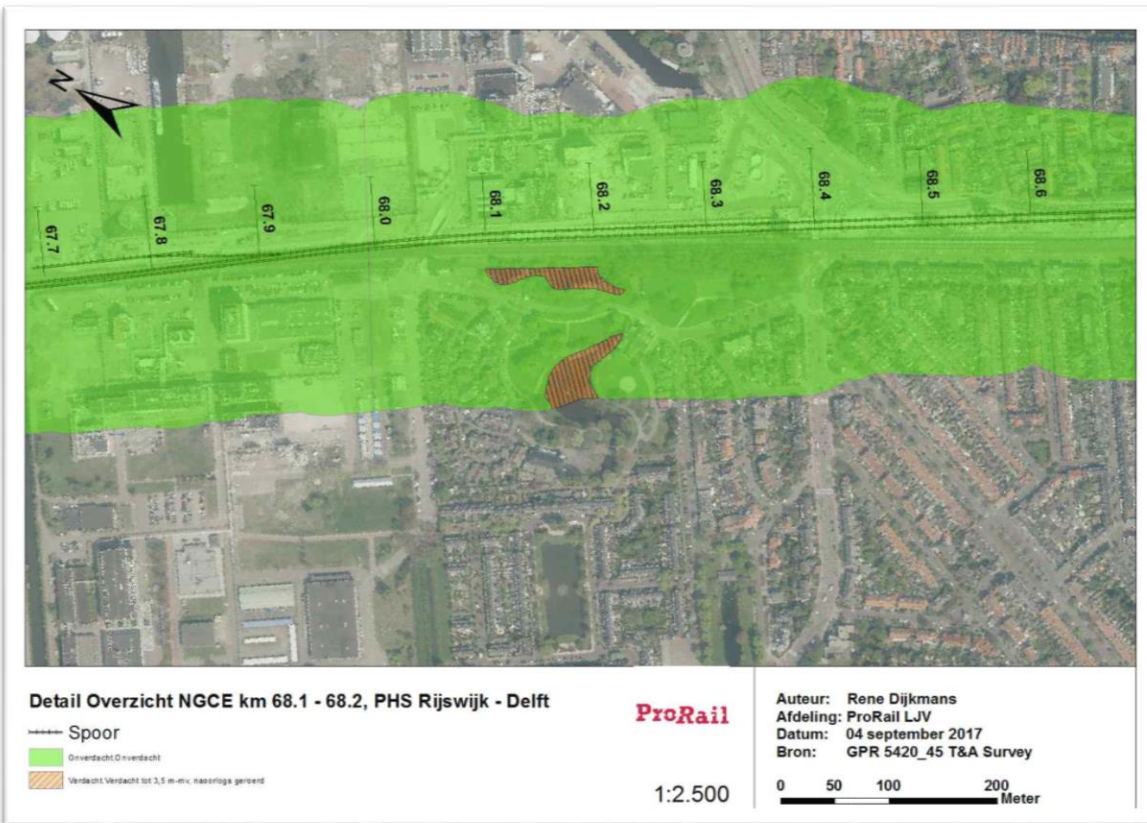 N
67.7
67.8
67.9
68.0
68.1
68.2
68.3
68.4
68.5
68.6
Detail Overzicht NGCE km 68.1 - 68.2, PHS Rijswijk - Delft
Spoor
Onverdacht Onverdacht
Verdacht Verdacht tot 3,5 m-mv, naoorlogs geroerd
ProRail
1:2.500
Auteur: Rene Dijkmans
Afdeling: ProRail LJV
Datum: 04 september 2017
Bron: GPR 5420_45 T&A Survey
0 50 100 200
Meter